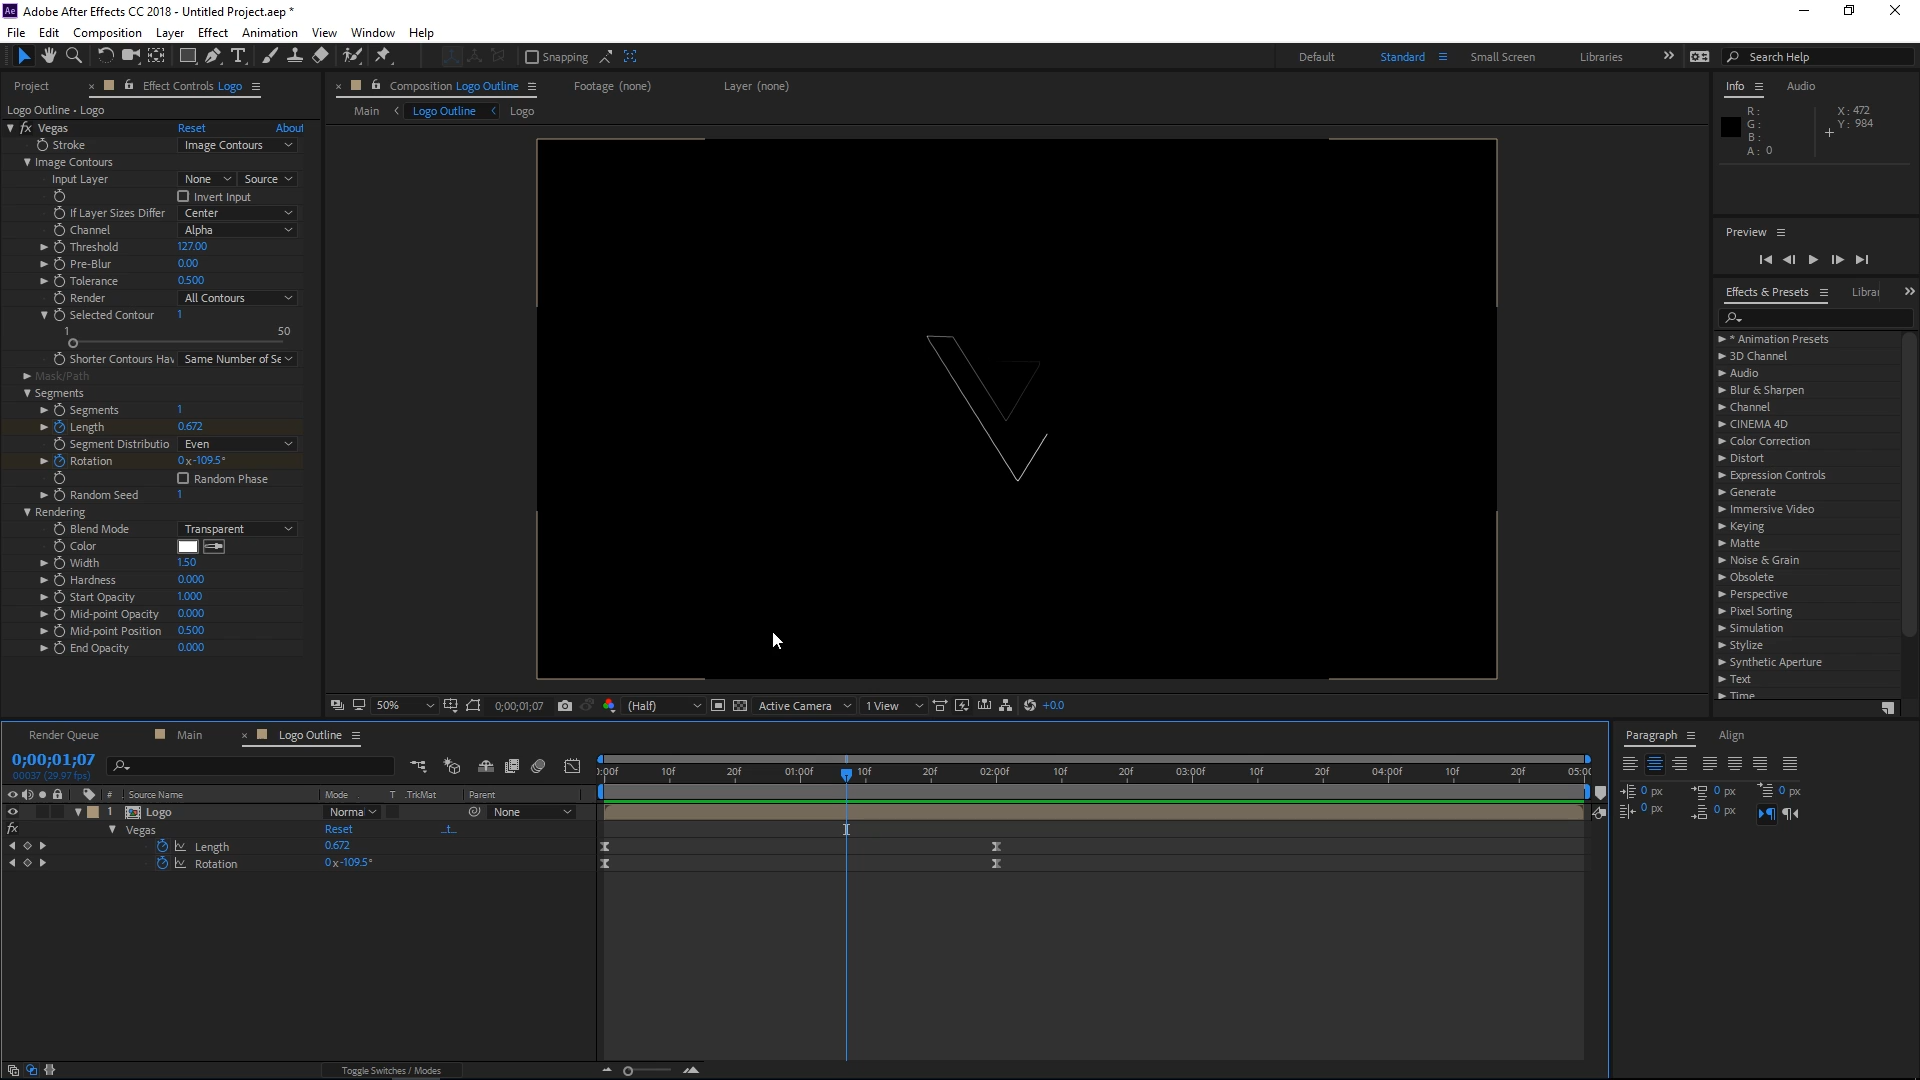 Ae Adobe After Effects CC 2018 - Untitled Project.aep *
File Edit Composition Layer Effect Animation View Window Help
Snapping Default Standard Small Screen Libraries Search Help
Project Effect Controls Logo Composition Logo Outline Footage (none) Layer (none) Info Audio
Logo Outline • Logo Main Logo Outline Logo
R: X: 472
G: Y: 984
B:
A: 0
Vegas Reset About
Stroke Image Contours
Image Contours
Input Layer None Source
Invert Input
If Layer Sizes Differ Center
Channel Alpha
Threshold 127.00
Pre-Blur 0.00
Tolerance 0.500
Render All Contours
Selected Contour 1
1 50
Shorter Contours Hav Same Number of Se
Mask/Path
Segments
Segments 1
Length 0.672
Segment Distributio Even
Rotation 0x-109.5°
Random Phase
Random Seed 1
Rendering
Blend Mode Transparent
Color
Width 1.50
Hardness 0.000
Start Opacity 1.000
Mid-point Opacity 0.000
Mid-point Position 0.500
End Opacity 0.000
Preview
Effects & Presets Librar
* Animation Presets
3D Channel
Audio
Blur & Sharpen
Channel
CINEMA 4D
Color Correction
Distort
Expression Controls
Generate
Immersive Video
Keying
Matte
Noise & Grain
Obsolete
Perspective
Pixel Sorting
Simulation
Stylize
Synthetic Aperture
Text
Time
50% 0;00;01;07 (Half) Active Camera 1 View +0.0
Render Queue Main Logo Outline
Paragraph Align
0;00;01;07
00037 (29.97 fps)
):00f 10f 20f 01:00f 10f 20f 02:00f 10f 20f 03:00f 10f 20f 04:00f 10f 20f 05:0(
# Source Name Mode T .TrkMat Parent
1 Logo Norma None
fx Vegas Reset ...t...
Length 0.672
Rotation 0x-109.5°
0 px 0 px 0 px
0 px 0 px
Toggle Switches / Modes